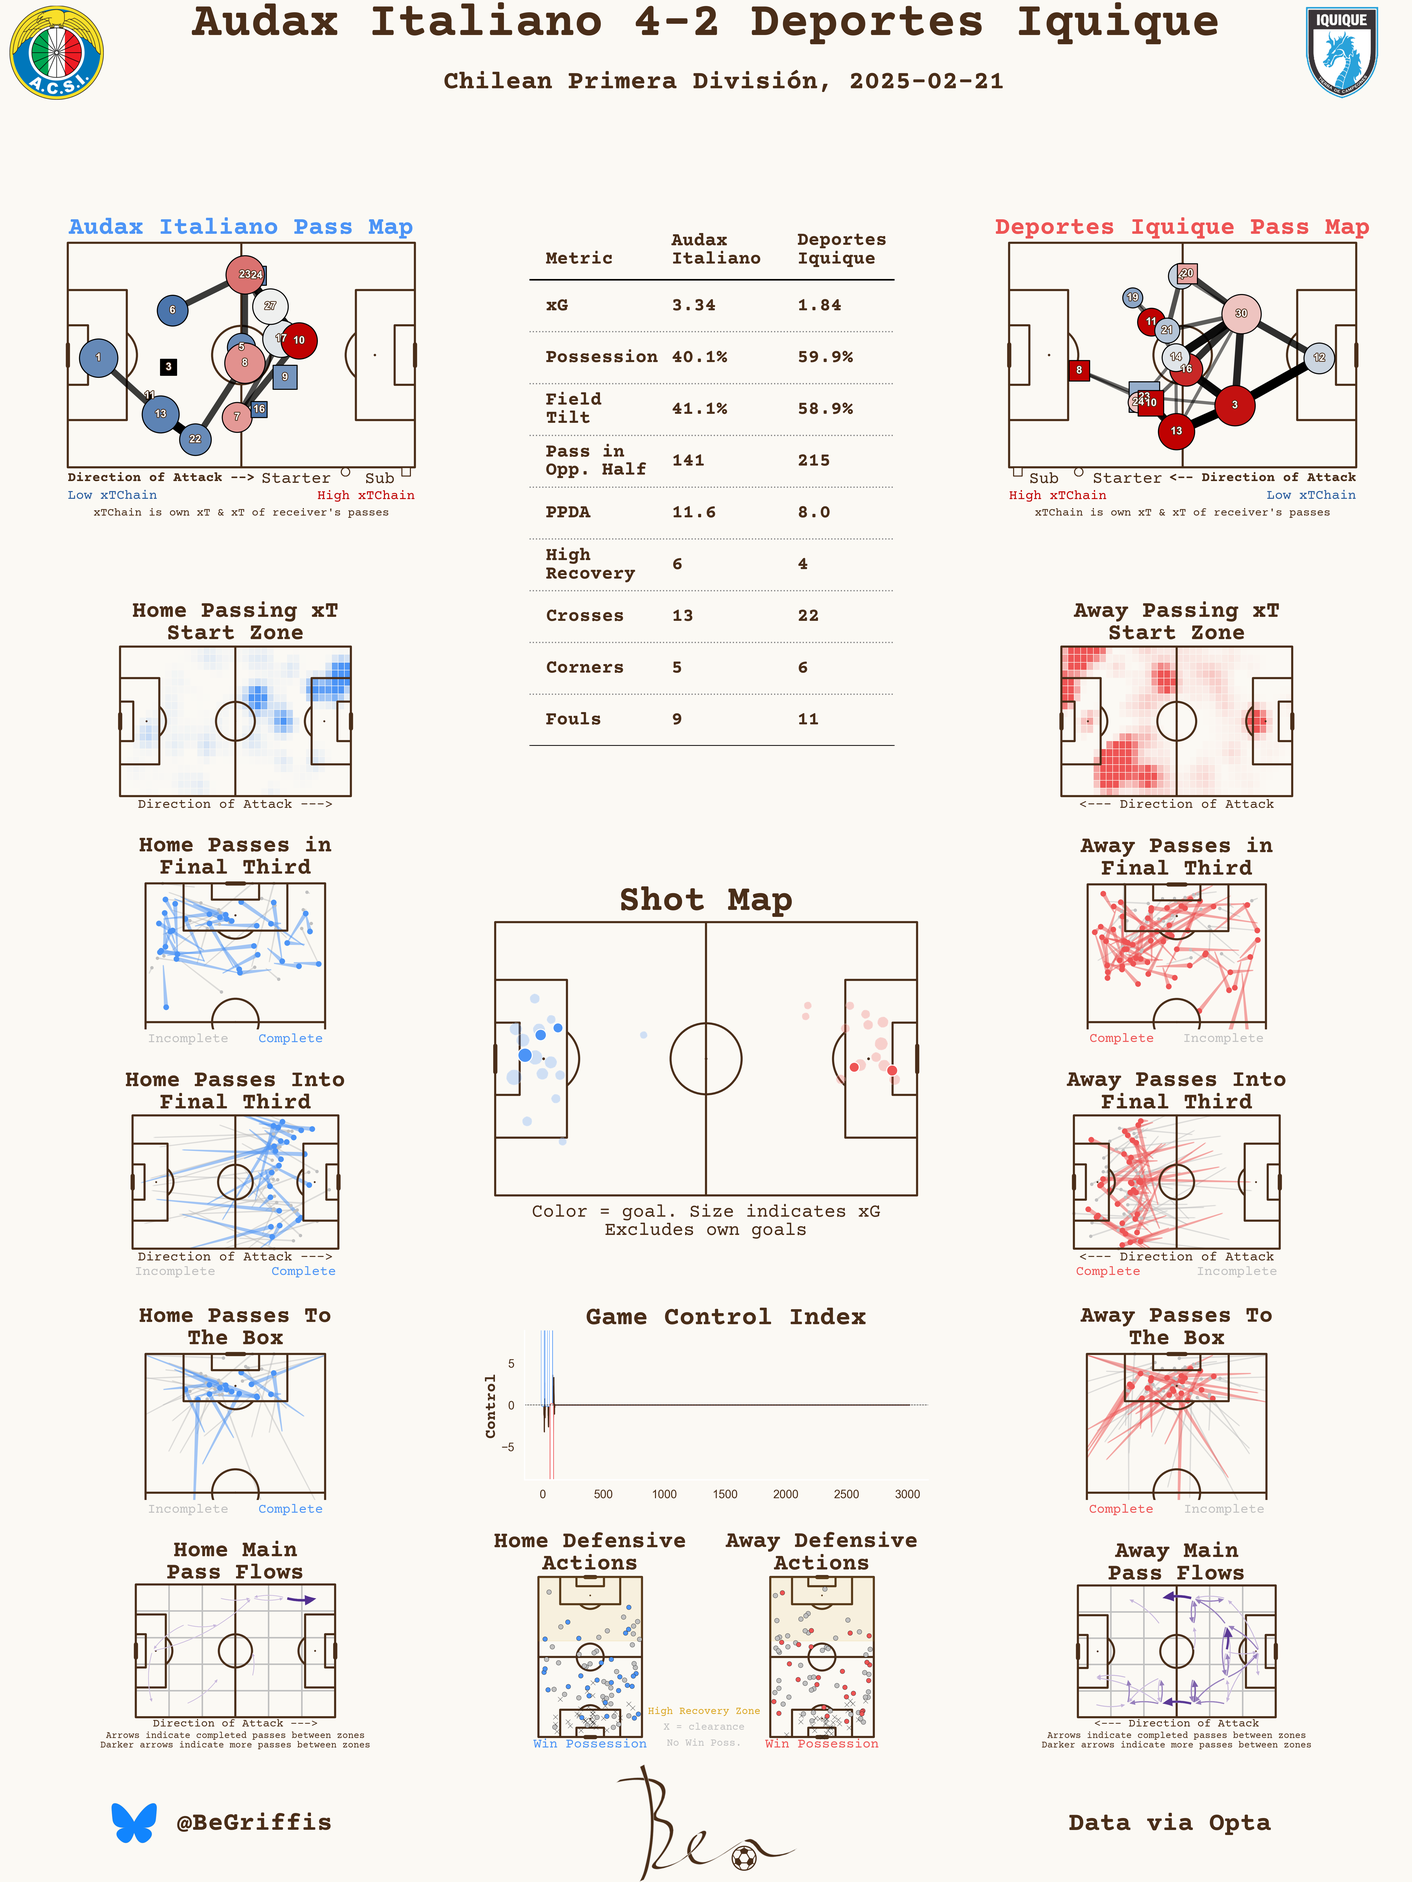 Audax Italiano 4-2 Deportes Iquique
Chilean Primera División, 2025-02-21
A.C.S.I.
IQUIQUE
Audax Italiano Pass Map
23 24 27 6 17 10 5 8 1 3 9 11 13 7 16 22
Direction of Attack --> Starter Sub
Low xTChain High xTChain
xTChain is own xT & xT of receiver's passes
Metric Audax Italiano Deportes Iquique
xG 3.34 1.84
Possession 40.1% 59.9%
Field Tilt 41.1% 58.9%
Pass in Opp. Half 141 215
PPDA 11.6 8.0
High Recovery 6 4
Crosses 13 22
Corners 5 6
Fouls 9 11
Deportes Iquique Pass Map
20 19 30 11 21 14 12 8 16 23 24 10 3 13
Sub Starter <-- Direction of Attack
High xTChain Low xTChain
xTChain is own xT & xT of receiver's passes
Home Passing xT
Start Zone
Direction of Attack --->
Away Passing xT
Start Zone
<--- Direction of Attack
Home Passes in
Final Third
Incomplete Complete
Away Passes in
Final Third
Complete Incomplete
Shot Map
Color = goal. Size indicates xG
Excludes own goals
Home Passes Into
Final Third
Direction of Attack --->
Incomplete Complete
Away Passes Into
Final Third
<--- Direction of Attack
Complete Incomplete
Home Passes To
The Box
Incomplete Complete
Game Control Index
Control
5
0
−5
0 500 1000 1500 2000 2500 3000
Away Passes To
The Box
Complete Incomplete
Home Main
Pass Flows
Direction of Attack --->
Arrows indicate completed passes between zones
Darker arrows indicate more passes between zones
Home Defensive
Actions
Win Possession
High Recovery Zone
X = clearance
No Win Poss.
Away Defensive
Actions
Win Possession
Away Main
Pass Flows
<--- Direction of Attack
Arrows indicate completed passes between zones
Darker arrows indicate more passes between zones
@BeGriffis
Ben
Data via Opta